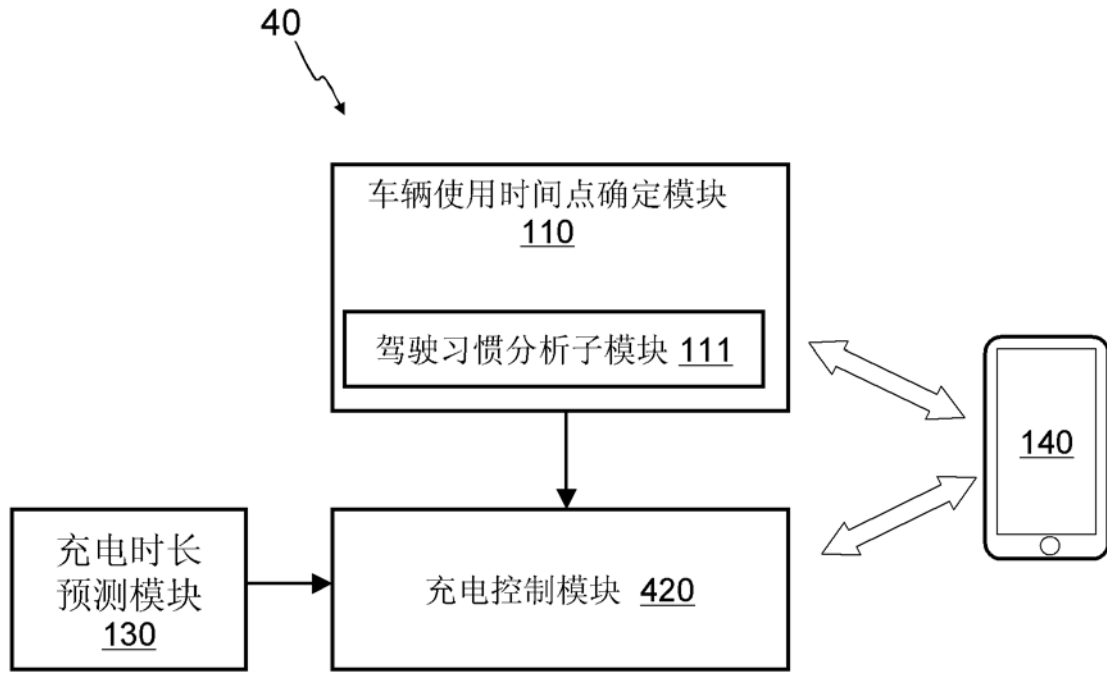 40
车辆使用时间点确定模块
110
驾驶习惯分析子模块 111
140
充电时长
预测模块
130
充电控制模块 420